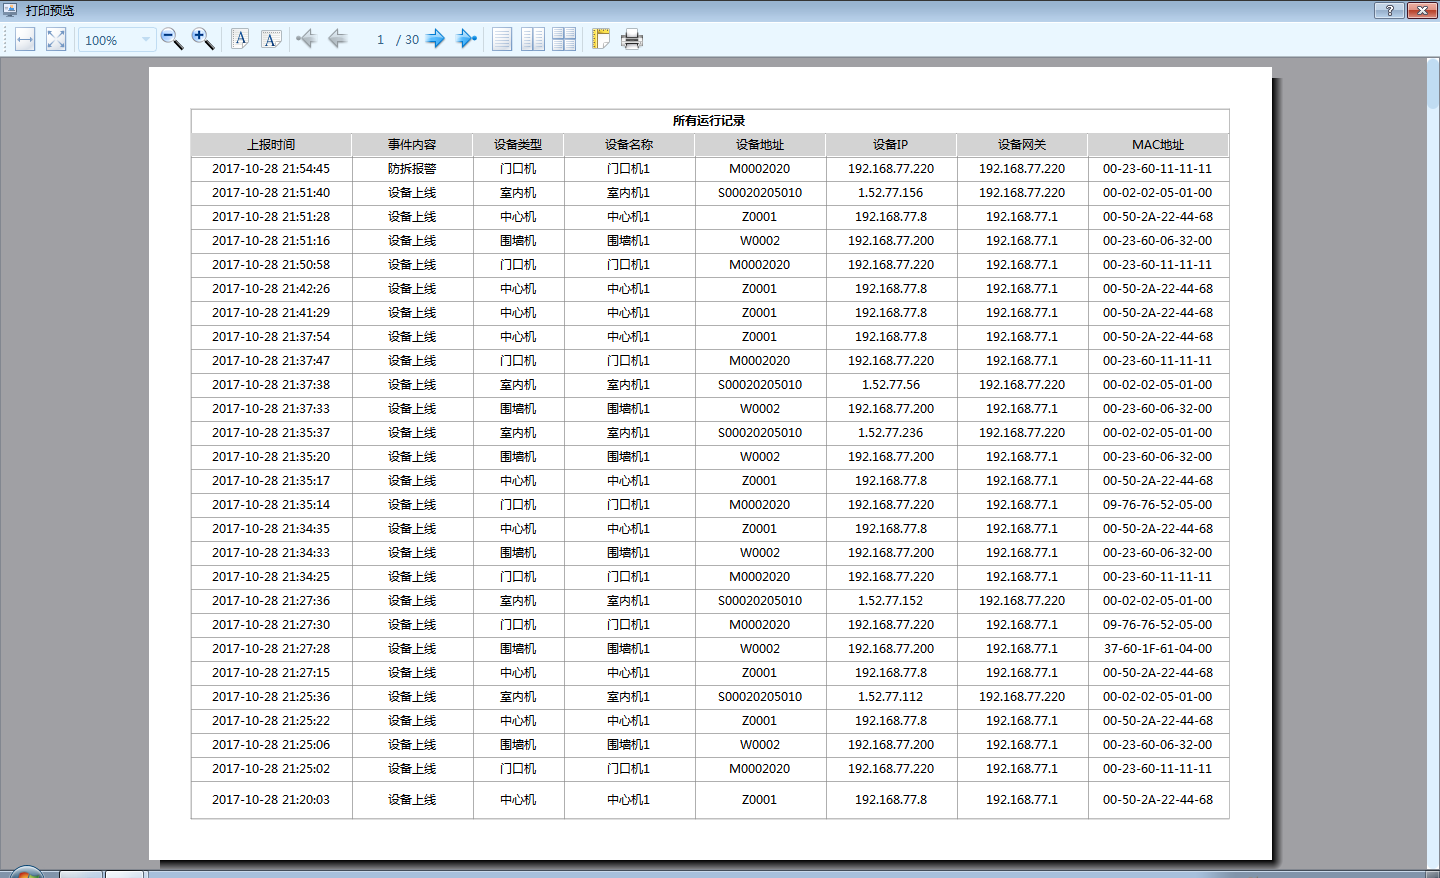 打印预览
100% 1 / 30
所有运行记录
上报时间 事件内容 设备类型 设备名称 设备地址 设备IP 设备网关 MAC地址
2017-10-28 21:54:45 防拆报警 门口机 门口机1 M0002020 192.168.77.220 192.168.77.220 00-23-60-11-11-11
2017-10-28 21:51:40 设备上线 室内机 室内机1 S00020205010 1.52.77.156 192.168.77.220 00-02-02-05-01-00
2017-10-28 21:51:28 设备上线 中心机 中心机1 Z0001 192.168.77.8 192.168.77.1 00-50-2A-22-44-68
2017-10-28 21:51:16 设备上线 围墙机 围墙机1 W0002 192.168.77.200 192.168.77.1 00-23-60-06-32-00
2017-10-28 21:50:58 设备上线 门口机 门口机1 M0002020 192.168.77.220 192.168.77.1 00-23-60-11-11-11
2017-10-28 21:42:26 设备上线 中心机 中心机1 Z0001 192.168.77.8 192.168.77.1 00-50-2A-22-44-68
2017-10-28 21:41:29 设备上线 中心机 中心机1 Z0001 192.168.77.8 192.168.77.1 00-50-2A-22-44-68
2017-10-28 21:37:54 设备上线 中心机 中心机1 Z0001 192.168.77.8 192.168.77.1 00-50-2A-22-44-68
2017-10-28 21:37:47 设备上线 门口机 门口机1 M0002020 192.168.77.220 192.168.77.1 00-23-60-11-11-11
2017-10-28 21:37:38 设备上线 室内机 室内机1 S00020205010 1.52.77.56 192.168.77.220 00-02-02-05-01-00
2017-10-28 21:37:33 设备上线 围墙机 围墙机1 W0002 192.168.77.200 192.168.77.1 00-23-60-06-32-00
2017-10-28 21:35:37 设备上线 室内机 室内机1 S00020205010 1.52.77.236 192.168.77.220 00-02-02-05-01-00
2017-10-28 21:35:20 设备上线 围墙机 围墙机1 W0002 192.168.77.200 192.168.77.1 00-23-60-06-32-00
2017-10-28 21:35:17 设备上线 中心机 中心机1 Z0001 192.168.77.8 192.168.77.1 00-50-2A-22-44-68
2017-10-28 21:35:14 设备上线 门口机 门口机1 M0002020 192.168.77.220 192.168.77.1 09-76-76-52-05-00
2017-10-28 21:34:35 设备上线 中心机 中心机1 Z0001 192.168.77.8 192.168.77.1 00-50-2A-22-44-68
2017-10-28 21:34:33 设备上线 围墙机 围墙机1 W0002 192.168.77.200 192.168.77.1 00-23-60-06-32-00
2017-10-28 21:34:25 设备上线 门口机 门口机1 M0002020 192.168.77.220 192.168.77.1 00-23-60-11-11-11
2017-10-28 21:27:36 设备上线 室内机 室内机1 S00020205010 1.52.77.152 192.168.77.220 00-02-02-05-01-00
2017-10-28 21:27:30 设备上线 门口机 门口机1 M0002020 192.168.77.220 192.168.77.1 09-76-76-52-05-00
2017-10-28 21:27:28 设备上线 围墙机 围墙机1 W0002 192.168.77.200 192.168.77.1 37-60-1F-61-04-00
2017-10-28 21:27:15 设备上线 中心机 中心机1 Z0001 192.168.77.8 192.168.77.1 00-50-2A-22-44-68
2017-10-28 21:25:36 设备上线 室内机 室内机1 S00020205010 1.52.77.112 192.168.77.220 00-02-02-05-01-00
2017-10-28 21:25:22 设备上线 中心机 中心机1 Z0001 192.168.77.8 192.168.77.1 00-50-2A-22-44-68
2017-10-28 21:25:06 设备上线 围墙机 围墙机1 W0002 192.168.77.200 192.168.77.1 00-23-60-06-32-00
2017-10-28 21:25:02 设备上线 门口机 门口机1 M0002020 192.168.77.220 192.168.77.1 00-23-60-11-11-11
2017-10-28 21:20:03 设备上线 中心机 中心机1 Z0001 192.168.77.8 192.168.77.1 00-50-2A-22-44-68